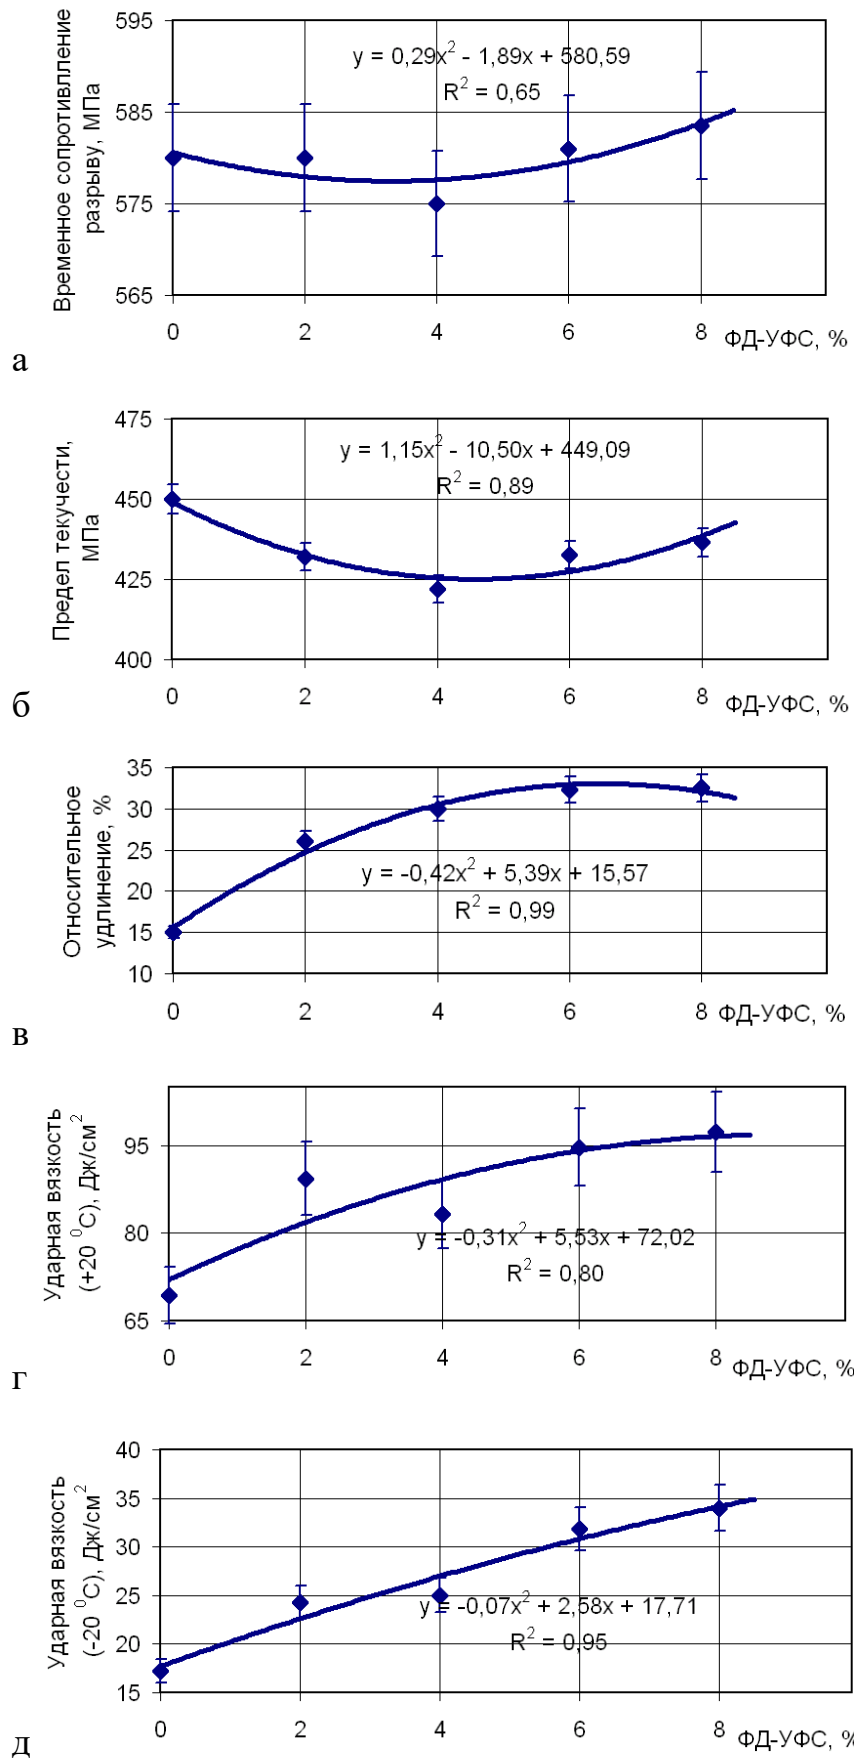 595
585
575
565
Временное сопротивлпение
разрыву, МПа
y = 0,29x² - 1,89x + 580,59
R² = 0,65
0 2 4 6 8 ФД-УФС, %
а
475
450
425
400
Предел текучести,
МПа
y = 1,15x² - 10,50x + 449,09
R² = 0,89
0 2 4 6 8 ФД-УФС, %
б
35
30
25
20
15
10
Относительное
удлинение, %
y = -0,42x² + 5,39x + 15,57
R² = 0,99
0 2 4 6 8 ФД-УФС, %
в
95
80
65
Ударная вязкость
(+20 ⁰С), Дж/см²
y = -0,31x² + 5,53x + 72,02
R² = 0,80
0 2 4 6 8 ФД-УФС, %
г
40
35
30
25
20
15
Ударная вязкость
(-20 ⁰С), Дж/см²
y = -0,07x² + 2,58x + 17,71
R² = 0,95
0 2 4 6 8 ФД-УФС, %
д